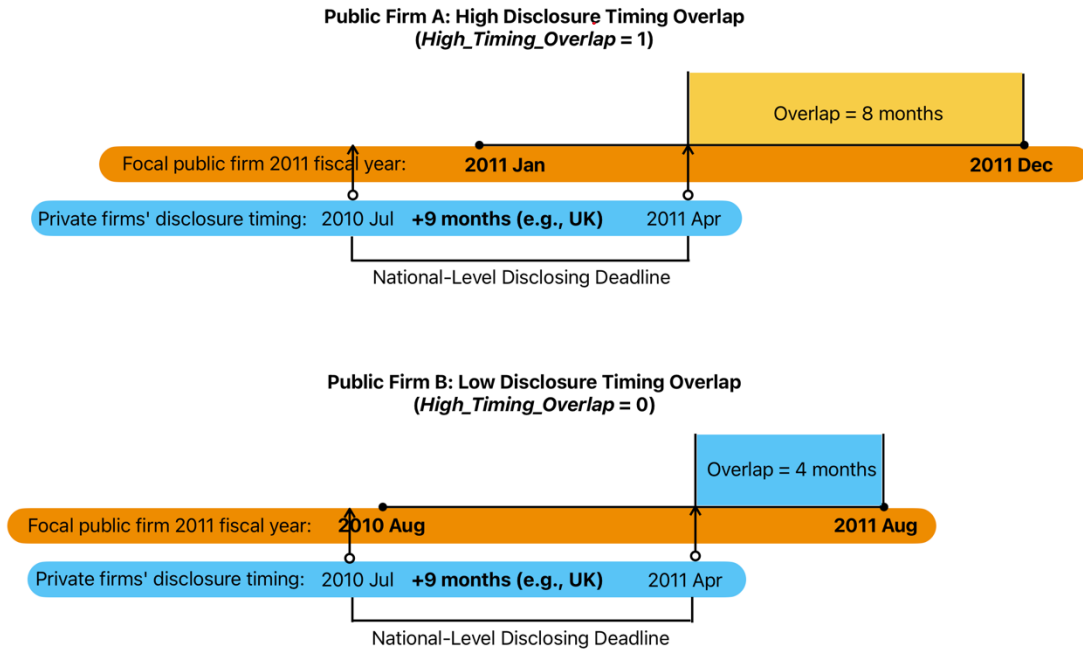 Public Firm A: High Disclosure Timing Overlap
(High_Timing_Overlap = 1)
Overlap = 8 months
Focal public firm 2011 fiscal year: 2011 Jan 2011 Dec
Private firms' disclosure timing: 2010 Jul +9 months (e.g., UK) 2011 Apr
National-Level Disclosing Deadline
Public Firm B: Low Disclosure Timing Overlap
(High_Timing_Overlap = 0)
Overlap = 4 months
Focal public firm 2011 fiscal year: 2010 Aug 2011 Aug
Private firms' disclosure timing: 2010 Jul +9 months (e.g., UK) 2011 Apr
National-Level Disclosing Deadline